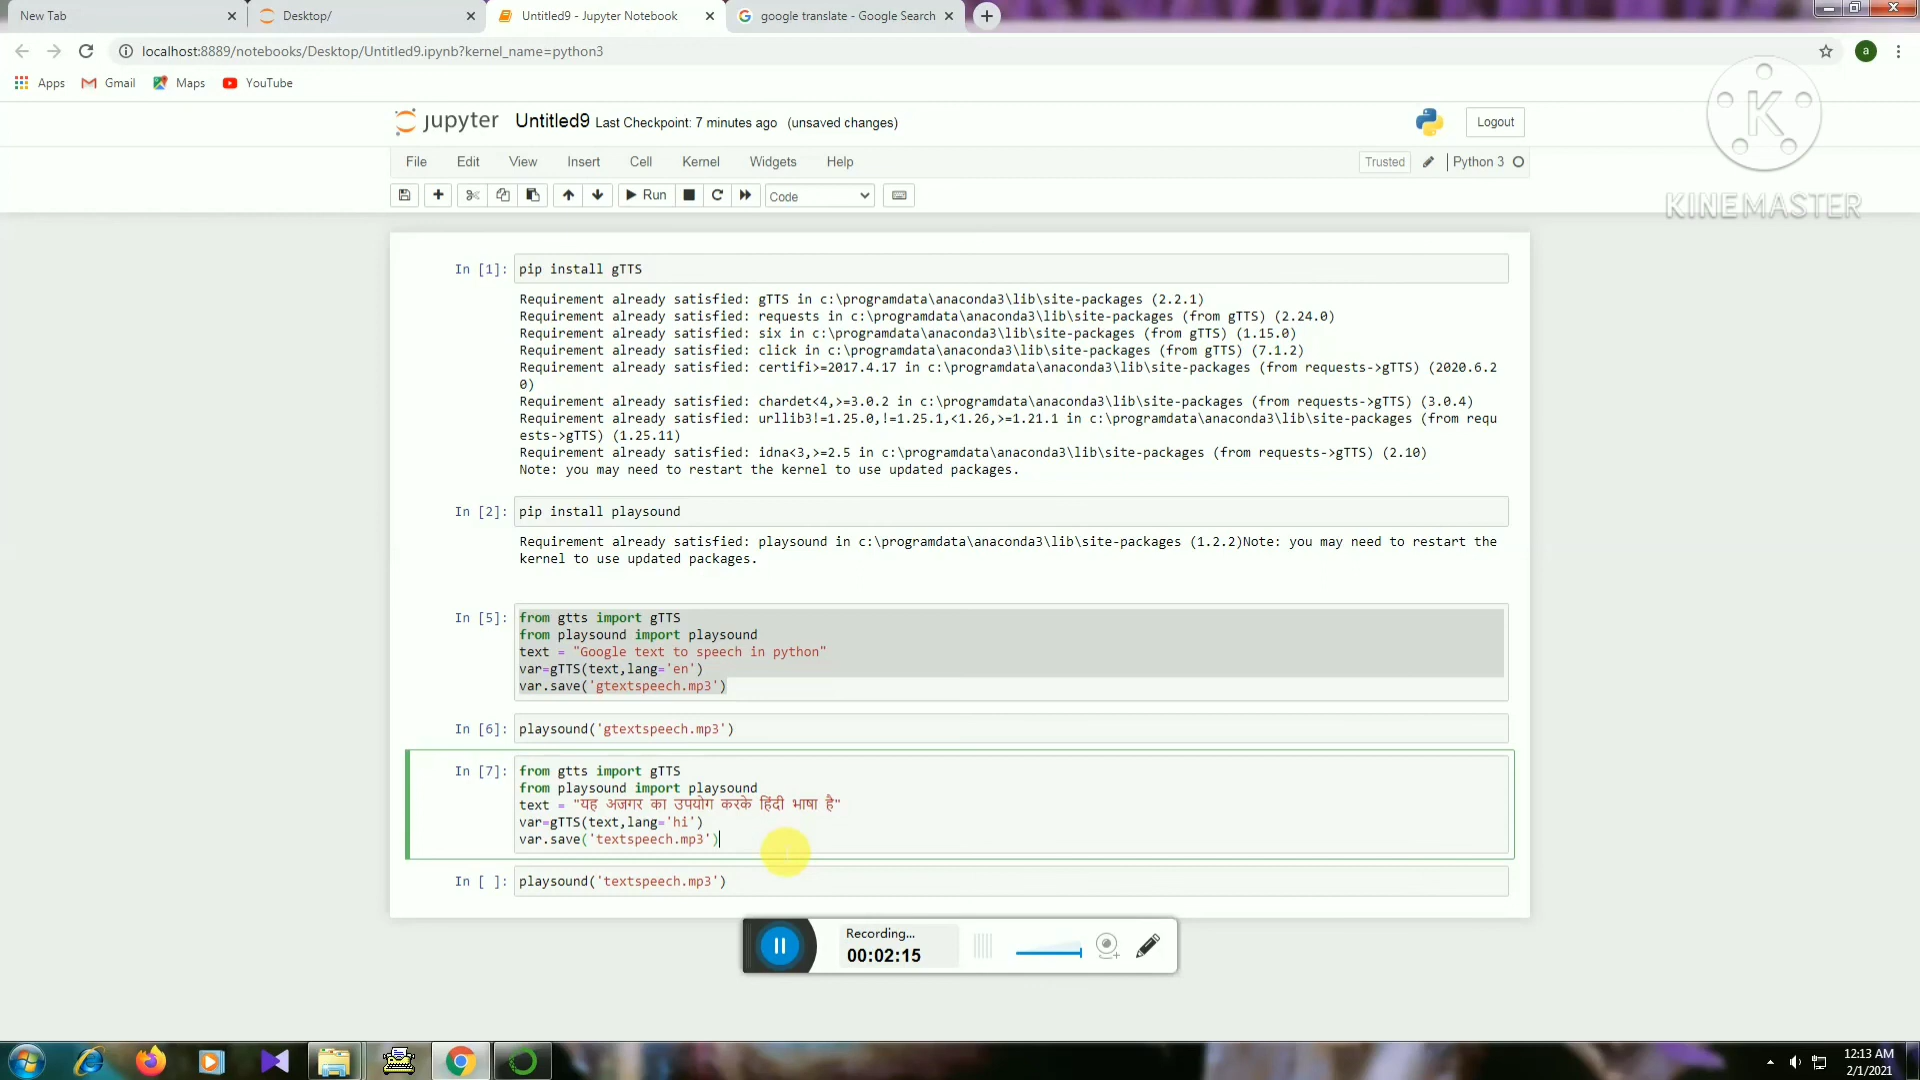 New Tab
Desktop/
Untitled9 - Jupyter Notebook
google translate - Google Search
localhost:8889/notebooks/Desktop/Untitled9.ipynb?kernel_name=python3
a
Apps
Gmail
Maps
YouTube
K
KINEMASTER
jupyter
Untitled9 Last Checkpoint: 7 minutes ago (unsaved changes)
Logout
File Edit View Insert Cell Kernel Widgets Help
Trusted
Python 3
Run
Code
In [1]: pip install gTTS
Requirement already satisfied: gTTS in c:\programdata\anaconda3\lib\site-packages (2.2.1)
Requirement already satisfied: requests in c:\programdata\anaconda3\lib\site-packages (from gTTS) (2.24.0)
Requirement already satisfied: six in c:\programdata\anaconda3\lib\site-packages (from gTTS) (1.15.0)
Requirement already satisfied: click in c:\programdata\anaconda3\lib\site-packages (from gTTS) (7.1.2)
Requirement already satisfied: certifi>=2017.4.17 in c:\programdata\anaconda3\lib\site-packages (from requests->gTTS) (2020.6.2
0)
Requirement already satisfied: chardet<4,>=3.0.2 in c:\programdata\anaconda3\lib\site-packages (from requests->gTTS) (3.0.4)
Requirement already satisfied: urllib3!=1.25.0,!=1.25.1,<1.26,>=1.21.1 in c:\programdata\anaconda3\lib\site-packages (from requ
ests->gTTS) (1.25.11)
Requirement already satisfied: idna<3,>=2.5 in c:\programdata\anaconda3\lib\site-packages (from requests->gTTS) (2.10)
Note: you may need to restart the kernel to use updated packages.
In [2]: pip install playsound
Requirement already satisfied: playsound in c:\programdata\anaconda3\lib\site-packages (1.2.2)Note: you may need to restart the
kernel to use updated packages.
In [5]: from gtts import gTTS
from playsound import playsound
text = "Google text to speech in python"
var=gTTS(text,lang='en')
var.save('gtextspeech.mp3')
In [6]: playsound('gtextspeech.mp3')
In [7]: from gtts import gTTS
from playsound import playsound
text = "यह अजगर का उपयोग करके हिंदी भाषा है"
var=gTTS(text,lang='hi')
var.save('textspeech.mp3')
In [ ]: playsound('textspeech.mp3')
Recording...
00:02:15
12:13 AM
2/1/2021